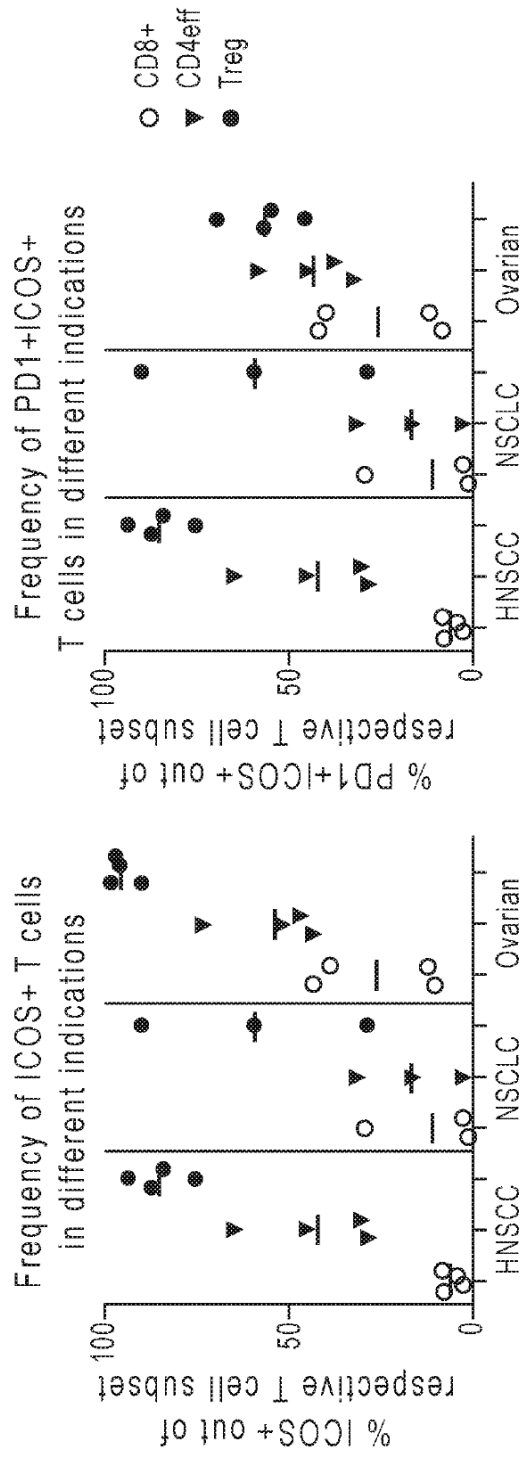 Frequency of ICOS+ T cells
in different indications
% ICOS+ out of
respective T cell subset
100
50
0
HNSCC
NSCLC
Ovarian
Frequency of PD1+ICOS+
T cells in different indications
% PD1+ICOS+ out of
respective T cell subset
100
50
0
HNSCC
NSCLC
Ovarian
CD8+
CD4eff
Treg